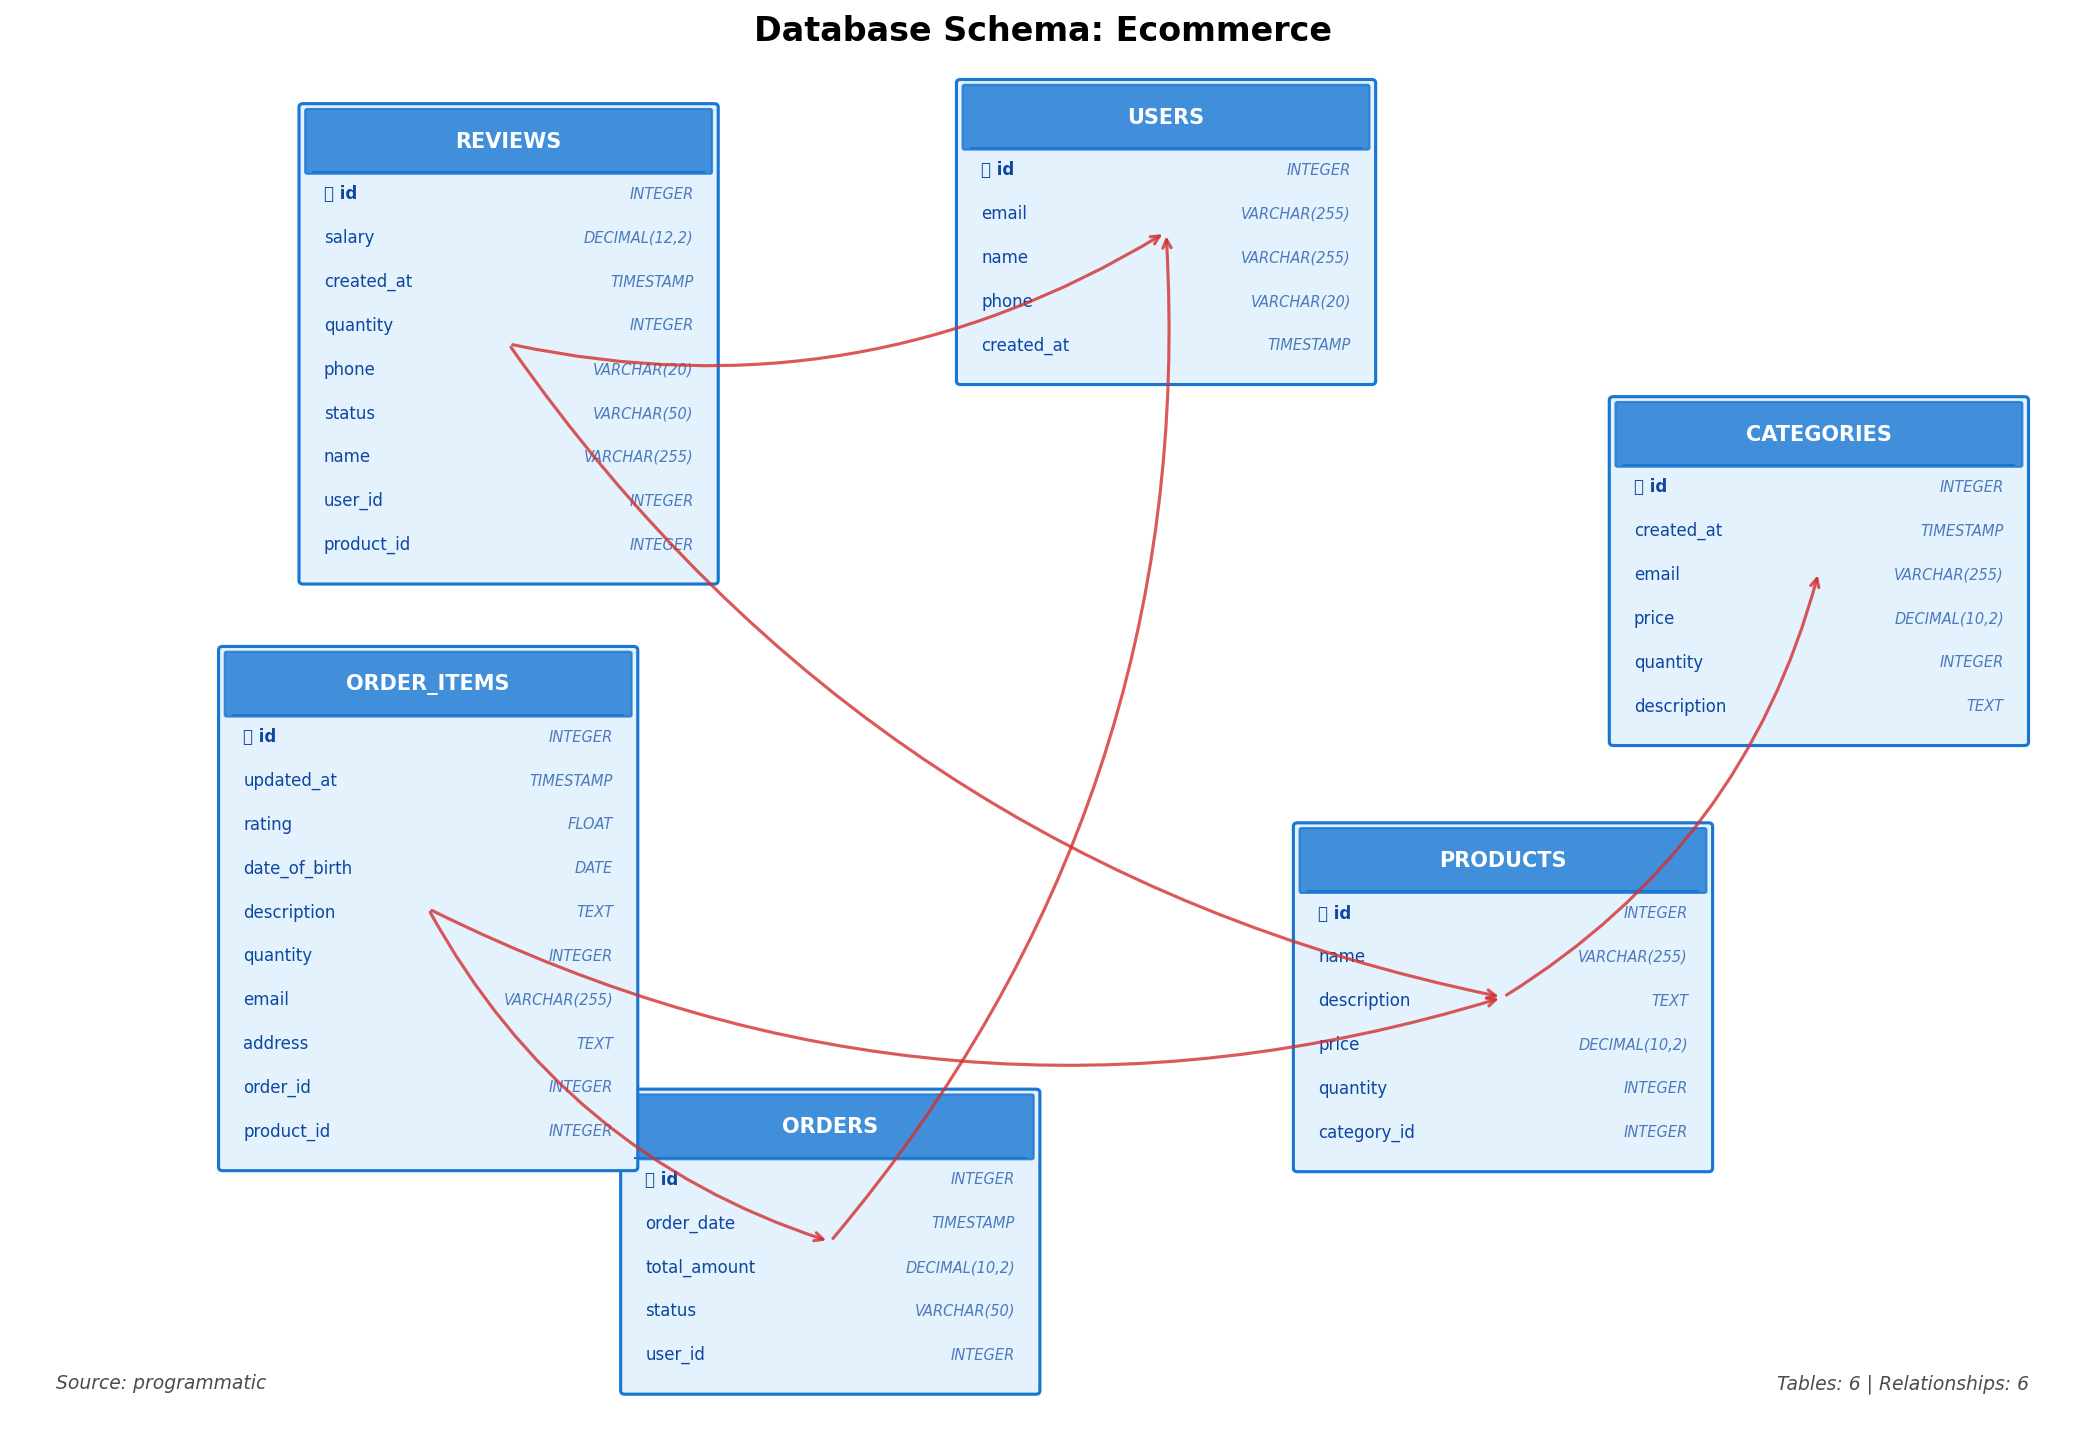 Database Schema: Ecommerce
REVIEWS
id INTEGER
salary DECIMAL(12,2)
created_at TIMESTAMP
quantity INTEGER
phone VARCHAR(20)
status VARCHAR(50)
name VARCHAR(255)
user_id INTEGER
product_id INTEGER
USERS
id INTEGER
email VARCHAR(255)
name VARCHAR(255)
phone VARCHAR(20)
created_at TIMESTAMP
CATEGORIES
id INTEGER
created_at TIMESTAMP
email VARCHAR(255)
price DECIMAL(10,2)
quantity INTEGER
description TEXT
ORDER_ITEMS
id INTEGER
updated_at TIMESTAMP
rating FLOAT
date_of_birth DATE
description TEXT
quantity INTEGER
email VARCHAR(255)
address TEXT
order_id INTEGER
product_id INTEGER
PRODUCTS
id INTEGER
name VARCHAR(255)
description TEXT
price DECIMAL(10,2)
quantity INTEGER
category_id INTEGER
ORDERS
id INTEGER
order_date TIMESTAMP
total_amount DECIMAL(10,2)
status VARCHAR(50)
user_id INTEGER
Source: programmatic
Tables: 6 | Relationships: 6